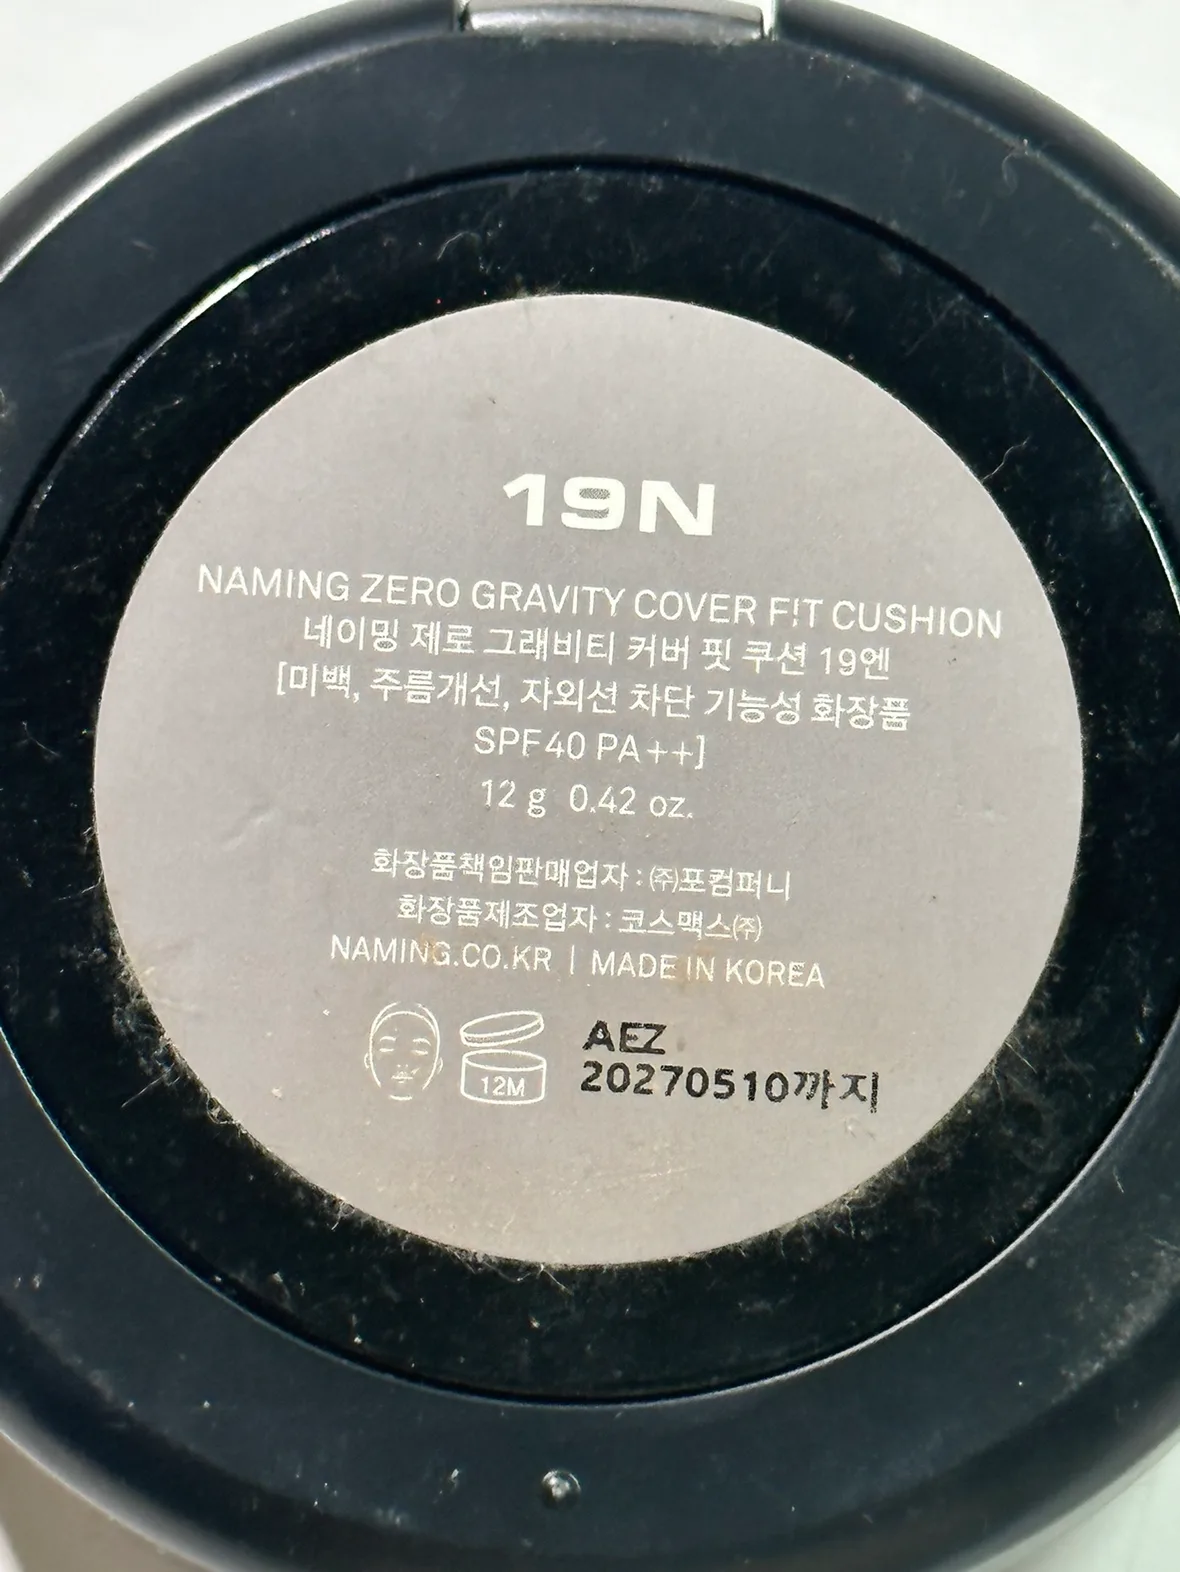 19N
NAMING ZERO GRAVITY COVER FIT CUSHION
네이밍 제로 그래비티 커버 핏 쿠션 19엔
[미백, 주름개선, 자외선 차단 기능성 화장품
SPF40 PA++]
12 g 0.42 oz.
화장품책임판매업자 : ㈜포컴퍼니
화장품제조업자 : 코스맥스㈜
NAMING.CO.KR | MADE IN KOREA
12M
AEZ
20270510까지